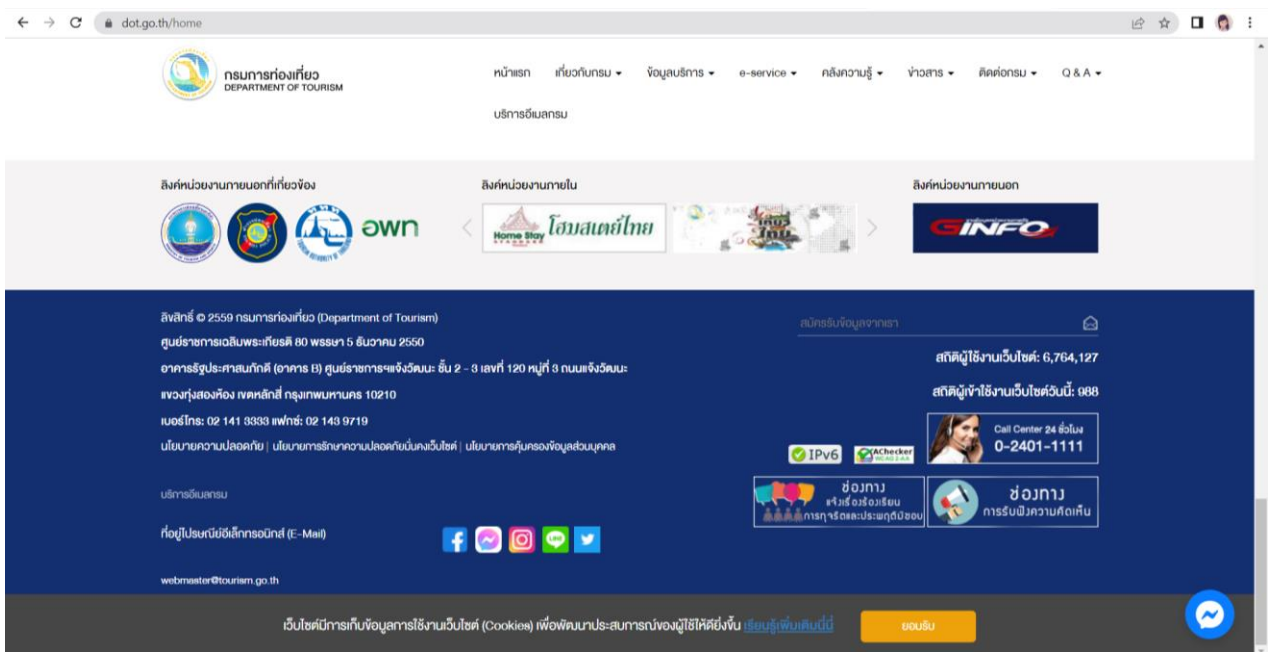 dot.go.th/home
กรมการท่องเที่ยว
DEPARTMENT OF TOURISM
หน้าแรก เกี่ยวกับกรม ข้อมูลบริการ e-service คลังความรู้ ข่าวสาร ติดต่อกรม Q & A
บริการอีเมลกรม
ลิงค์หน่วยงานภายนอกที่เกี่ยวข้อง
ลิงค์หน่วยงานภายใน
ลิงค์หน่วยงานภายนอก
อพท
Home Stay
โฮมสเตย์ไทย
GINFO
ลิขสิทธิ์ © 2559 กรมการท่องเที่ยว (Department of Tourism)
ศูนย์ราชการเฉลิมพระเกียรติ 80 พรรษา 5 ธันวาคม 2550
อาคารรัฐประศาสนภักดี (อาคาร B) ศูนย์ราชการฯแจ้งวัฒนะ ชั้น 2 - 3 เลขที่ 120 หมู่ที่ 3 ถนนแจ้งวัฒนะ
แขวงทุ่งสองห้อง เขตหลักสี่ กรุงเทพมหานคร 10210
เบอร์โทร: 02 141 3333 แฟกซ์: 02 143 9719
นโยบายความปลอดภัย | นโยบายการรักษาความปลอดภัยมั่นคงเว็บไซต์ | นโยบายการคุ้มครองข้อมูลส่วนบุคคล
บริการอีเมลกรม
ที่อยู่ไปรษณีย์อิเล็กทรอนิกส์ (E-Mail)
webmaster@tourism.go.th
สมัครรับข้อมูลจากเรา
สถิติผู้ใช้งานเว็บไซต์: 6,764,127
สถิติผู้เข้าใช้งานเว็บไซต์วันนี้: 988
Call Center 24 ชั่วโมง
0-2401-1111
IPv6
AChecker
WCAG 2.0 AA
ช่องทาง
แจ้งเรื่องร้องเรียน
การทุจริตและประพฤติมิชอบ
ช่องทาง
การรับฟังความคิดเห็น
เว็บไซต์มีการเก็บข้อมูลการใช้งานเว็บไซต์ (Cookies) เพื่อพัฒนาประสบการณ์ของผู้ใช้ให้ดียิ่งขึ้น เรียนรู้เพิ่มเติมที่นี่
ยอมรับ